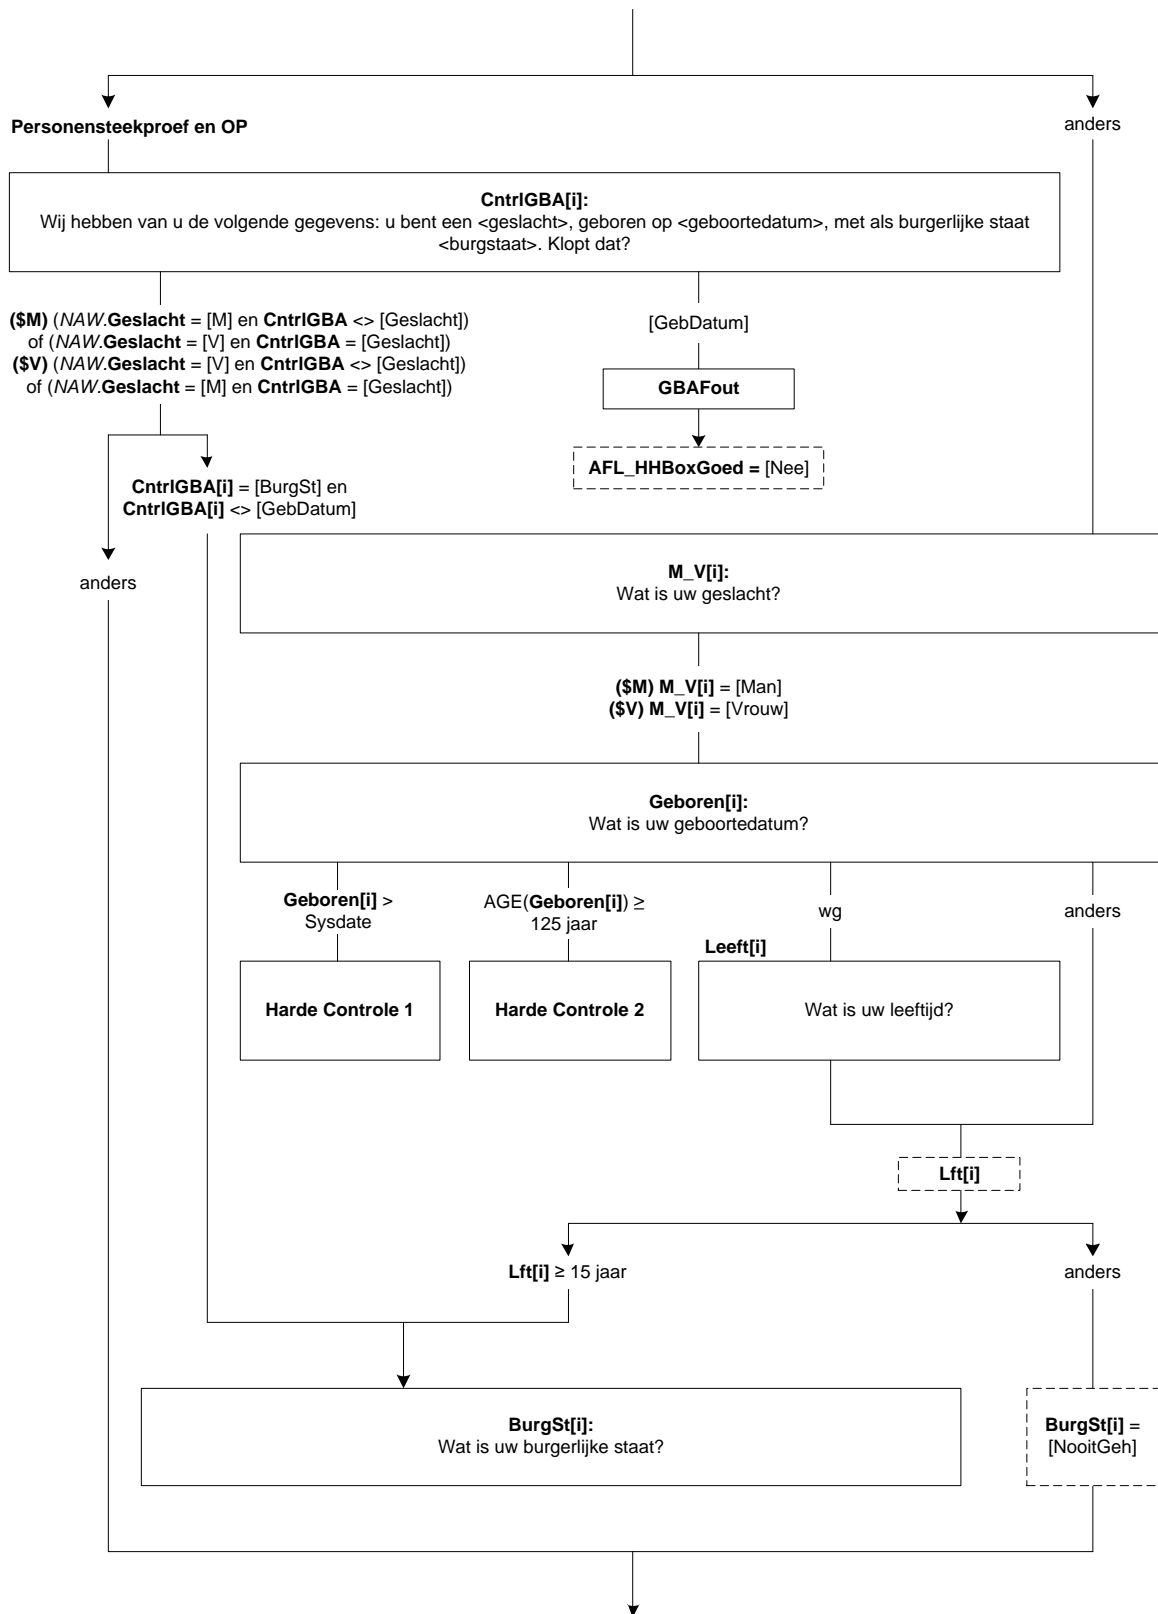 Personensteekproef en OP
anders
CntrlGBA[i]:
Wij hebben van u de volgende gegevens: u bent een <geslacht>, geboren op <geboortedatum>, met als burgerlijke staat
<burgstaat>. Klopt dat?
($M) (NAW.Geslacht = [M] en CntrlGBA <> [Geslacht])
of (NAW.Geslacht = [V] en CntrlGBA = [Geslacht])
($V) (NAW.Geslacht = [V] en CntrlGBA <> [Geslacht])
of (NAW.Geslacht = [M] en CntrlGBA = [Geslacht])
[GebDatum]
GBAFout
AFL_HHBoxGoed = [Nee]
CntrlGBA[i] = [BurgSt] en
CntrlGBA[i] <> [GebDatum]
anders
M_V[i]:
Wat is uw geslacht?
($M) M_V[i] = [Man]
($V) M_V[i] = [Vrouw]
Geboren[i]:
Wat is uw geboortedatum?
Geboren[i] >
Sysdate
AGE(Geboren[i]) ≥
125 jaar
wg
anders
Leeft[i]
Harde Controle 1
Harde Controle 2
Wat is uw leeftijd?
Lft[i]
Lft[i] ≥ 15 jaar
anders
BurgSt[i]:
Wat is uw burgerlijke staat?
BurgSt[i] =
[NooitGeh]